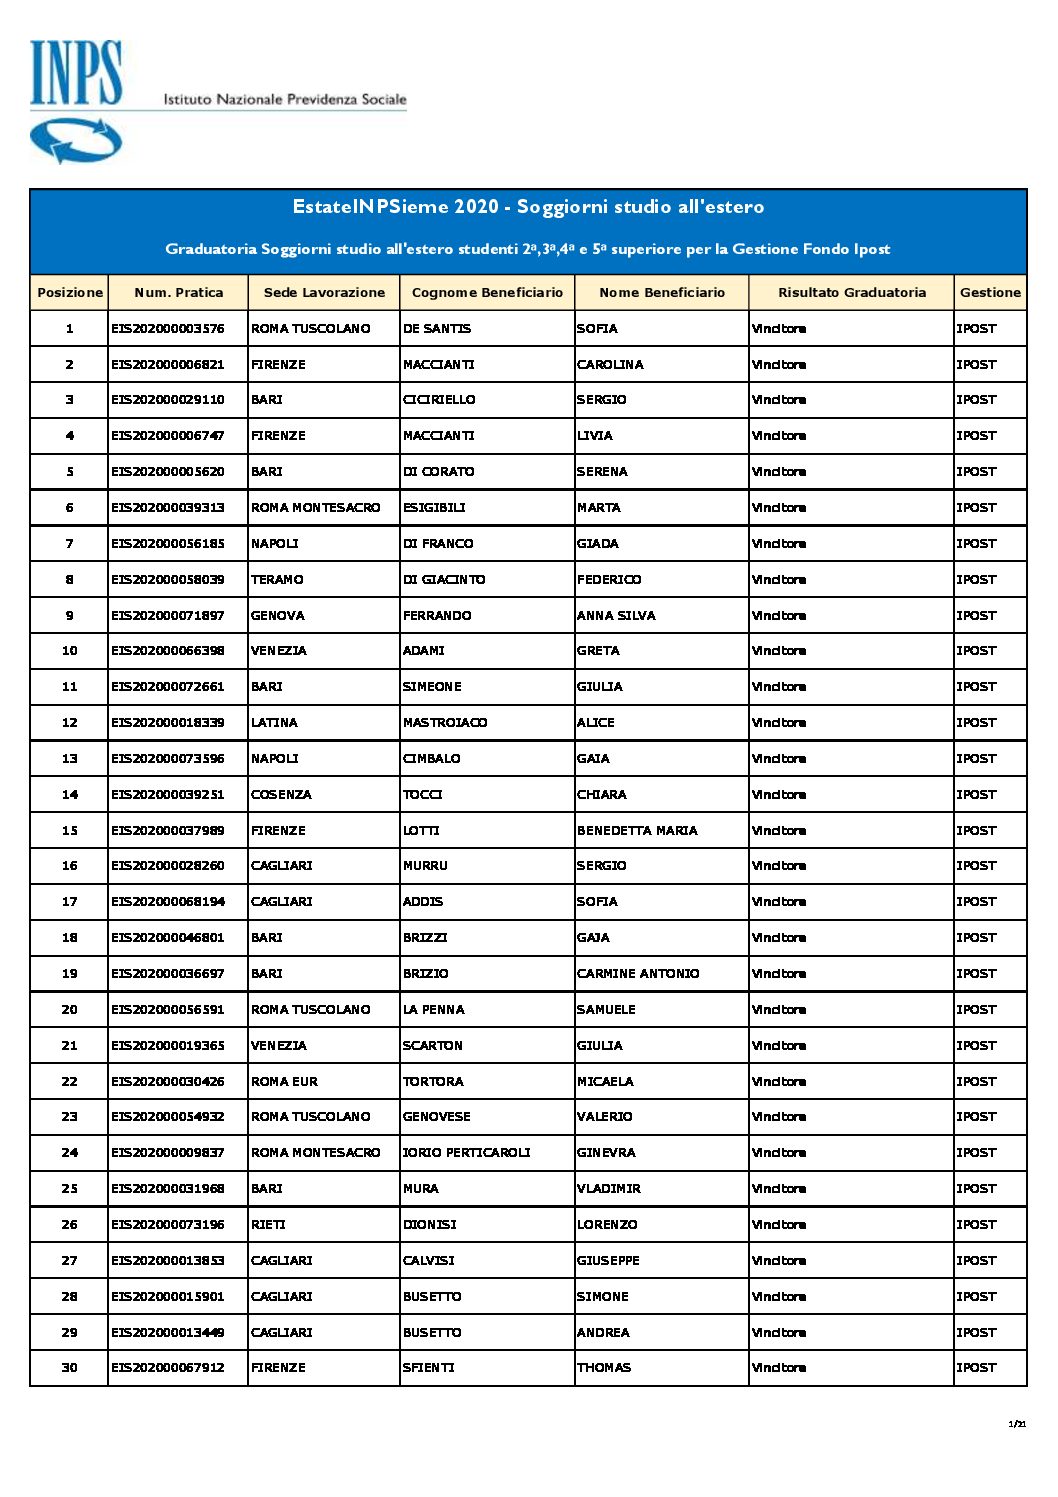 INPS
Istituto Nazionale Previdenza Sociale
EstateINPSieme 2020 - Soggiorni studio all'estero
Graduatoria Soggiorni studio all'estero studenti 2ª,3ª,4ª e 5ª superiore per la Gestione Fondo Ipost
Posizione Num. Pratica Sede Lavorazione Cognome Beneficiario Nome Beneficiario Risultato Graduatoria Gestione
1 EIS202000003576 ROMA TUSCOLANO DE SANTIS SOFIA Vincitore IPOST
2 EIS202000006821 FIRENZE MACCIANTI CAROLINA Vincitore IPOST
3 EIS202000029110 BARI CICIRIELLO SERGIO Vincitore IPOST
4 EIS202000006747 FIRENZE MACCIANTI LIVIA Vincitore IPOST
5 EIS202000005620 BARI DI CORATO SERENA Vincitore IPOST
6 EIS202000039313 ROMA MONTESACRO ESIGIBILI MARTA Vincitore IPOST
7 EIS202000056185 NAPOLI DI FRANCO GIADA Vincitore IPOST
8 EIS202000058039 TERAMO DI GIACINTO FEDERICO Vincitore IPOST
9 EIS202000071897 GENOVA FERRANDO ANNA SILVA Vincitore IPOST
10 EIS202000066398 VENEZIA ADAMI GRETA Vincitore IPOST
11 EIS202000072661 BARI SIMEONE GIULIA Vincitore IPOST
12 EIS202000018339 LATINA MASTROIACO ALICE Vincitore IPOST
13 EIS202000073596 NAPOLI CIMBALO GAIA Vincitore IPOST
14 EIS202000039251 COSENZA TOCCI CHIARA Vincitore IPOST
15 EIS202000037989 FIRENZE LOTTI BENEDETTA MARIA Vincitore IPOST
16 EIS202000028260 CAGLIARI MURRU SERGIO Vincitore IPOST
17 EIS202000068194 CAGLIARI ADDIS SOFIA Vincitore IPOST
18 EIS202000046801 BARI BRIZZI GAJA Vincitore IPOST
19 EIS202000036697 BARI BRIZIO CARMINE ANTONIO Vincitore IPOST
20 EIS202000056591 ROMA TUSCOLANO LA PENNA SAMUELE Vincitore IPOST
21 EIS202000019365 VENEZIA SCARTON GIULIA Vincitore IPOST
22 EIS202000030426 ROMA EUR TORTORA MICAELA Vincitore IPOST
23 EIS202000054932 ROMA TUSCOLANO GENOVESE VALERIO Vincitore IPOST
24 EIS202000009837 ROMA MONTESACRO IORIO PERTICAROLI GINEVRA Vincitore IPOST
25 EIS202000031968 BARI MURA VLADIMIR Vincitore IPOST
26 EIS202000073196 RIETI DIONISI LORENZO Vincitore IPOST
27 EIS202000013853 CAGLIARI CALVISI GIUSEPPE Vincitore IPOST
28 EIS202000015901 CAGLIARI BUSETTO SIMONE Vincitore IPOST
29 EIS202000013449 CAGLIARI BUSETTO ANDREA Vincitore IPOST
30 EIS202000067912 FIRENZE SFIENTI THOMAS Vincitore IPOST
1/21